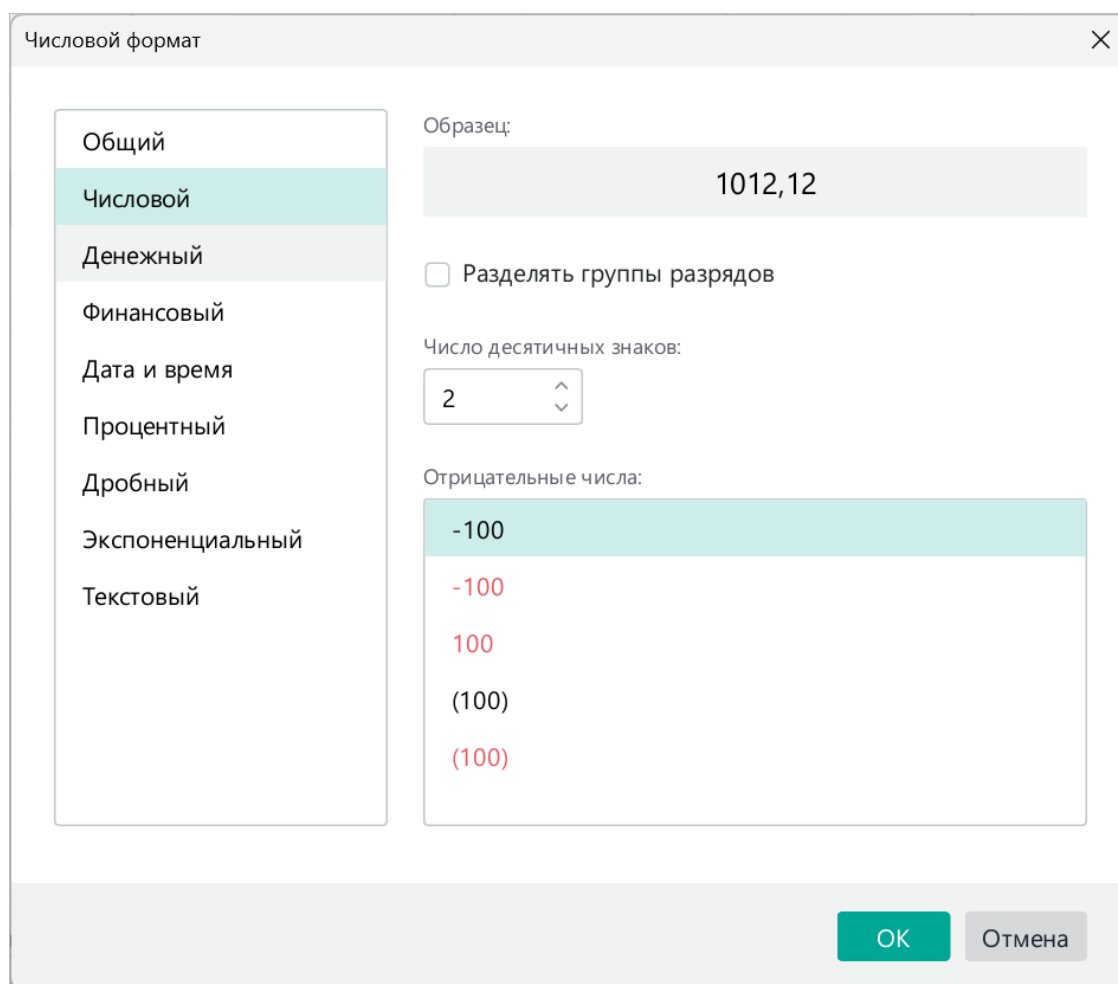 Числовой формат
Общий
Числовой
Денежный
Финансовый
Дата и время
Процентный
Дробный
Экспоненциальный
Текстовый
Образец:
1012,12
Разделять группы разрядов
Число десятичных знаков:
2
Отрицательные числа:
-100
-100
100
(100)
(100)
ОК
Отмена